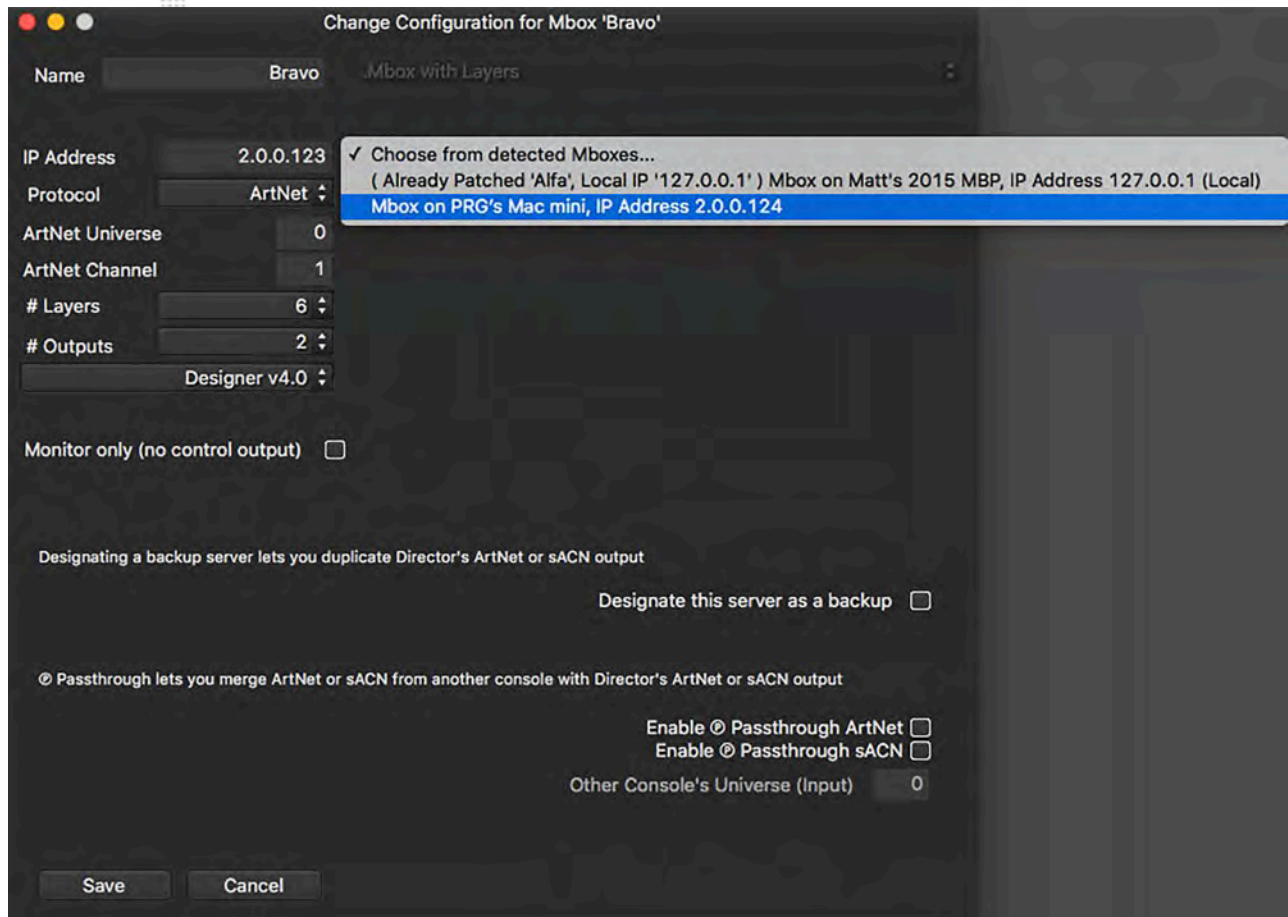 Change Configuration for Mbox 'Bravo'
Name Bravo .Mbox with Layers
IP Address 2.0.0.123 ✓ Choose from detected Mboxes...
( Already Patched 'Alfa', Local IP '127.0.0.1' ) Mbox on Matt's 2015 MBP, IP Address 127.0.0.1 (Local)
Protocol ArtNet
Mbox on PRG's Mac mini, IP Address 2.0.0.124
ArtNet Universe 0
ArtNet Channel 1
# Layers 6
# Outputs 2
Designer v4.0
Monitor only (no control output)
Designating a backup server lets you duplicate Director's ArtNet or sACN output
Designate this server as a backup
℗ Passthrough lets you merge ArtNet or sACN from another console with Director's ArtNet or sACN output
Enable ℗ Passthrough ArtNet
Enable ℗ Passthrough sACN
Other Console's Universe (Input) 0
Save Cancel